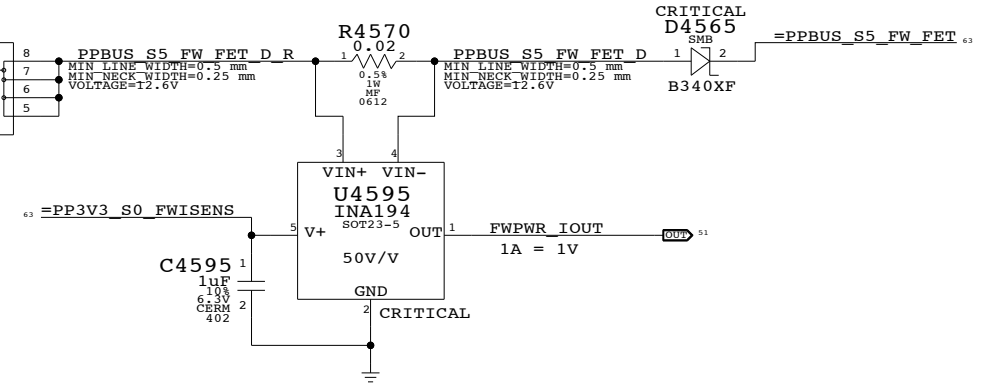 CRITICAL
D4565
SMB
1 2
B340XF
=PPBUS_S5_FW_FET 63
R4570
0.02
1 2
0.5%
1W
MF
0612
8
7
6
5
PPBUS_S5_FW_FET_D_R
MIN_LINE_WIDTH=0.5 mm
MIN_NECK_WIDTH=0.25 mm
VOLTAGE=12.6V
PPBUS_S5_FW_FET_D
MIN_LINE_WIDTH=0.5 mm
MIN_NECK_WIDTH=0.25 mm
VOLTAGE=12.6V
3 4
VIN+ VIN-
U4595
INA194
SOT23-5
5 V+ OUT 1
50V/V
GND
2
CRITICAL
63 =PP3V3_S0_FWISENS
C4595 1
1uF
10%
6.3V 2
CERM
402
FWPWR_IOUT
1A = 1V
OUT 51